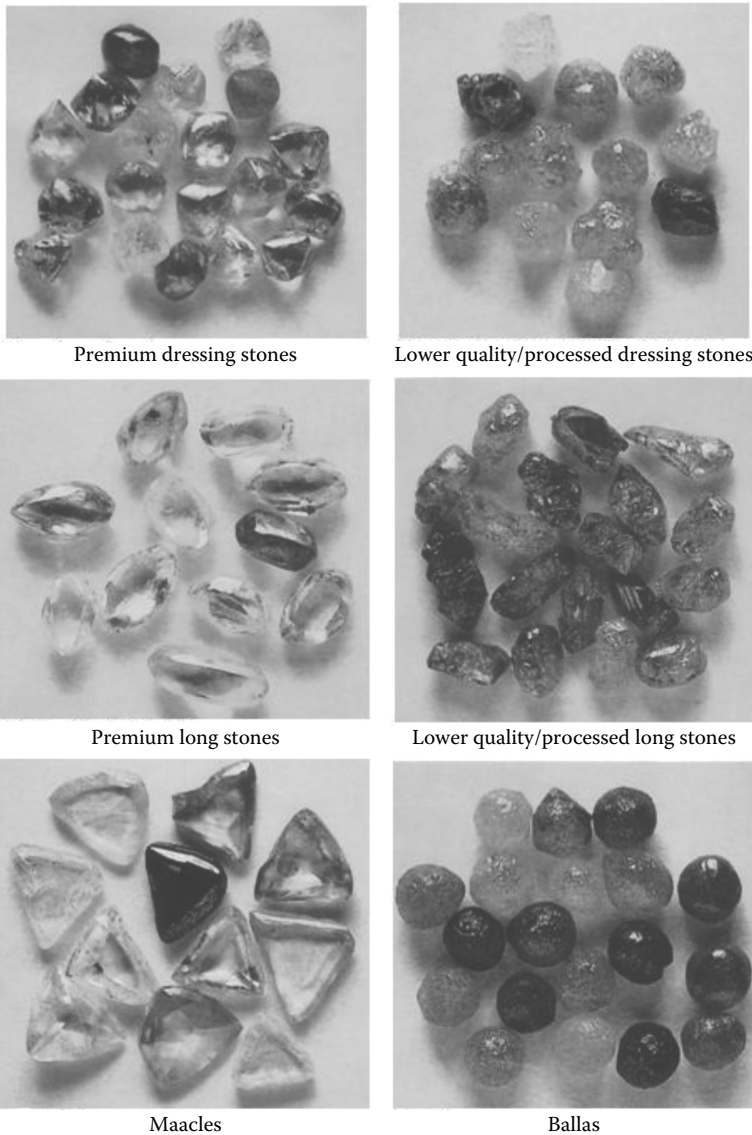 Premium dressing stones
Lower quality/processed dressing stones
Premium long stones
Lower quality/processed long stones
Maacles
Ballas